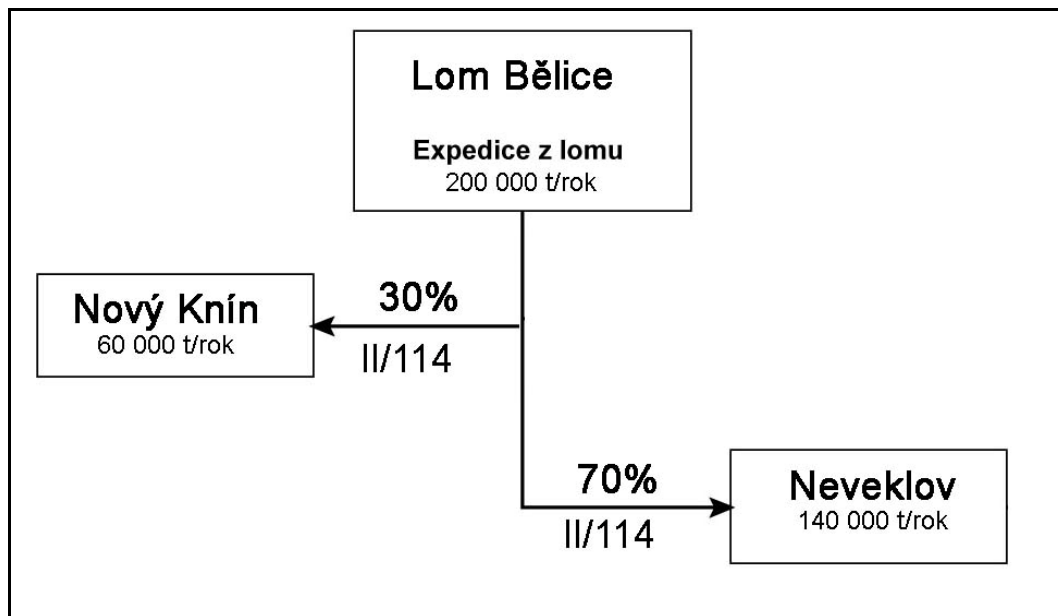 Lom Bělice
Expedice z lomu
200 000 t/rok
30%
Nový Knín
60 000 t/rok
II/114
70%
Neveklov
140 000 t/rok
II/114